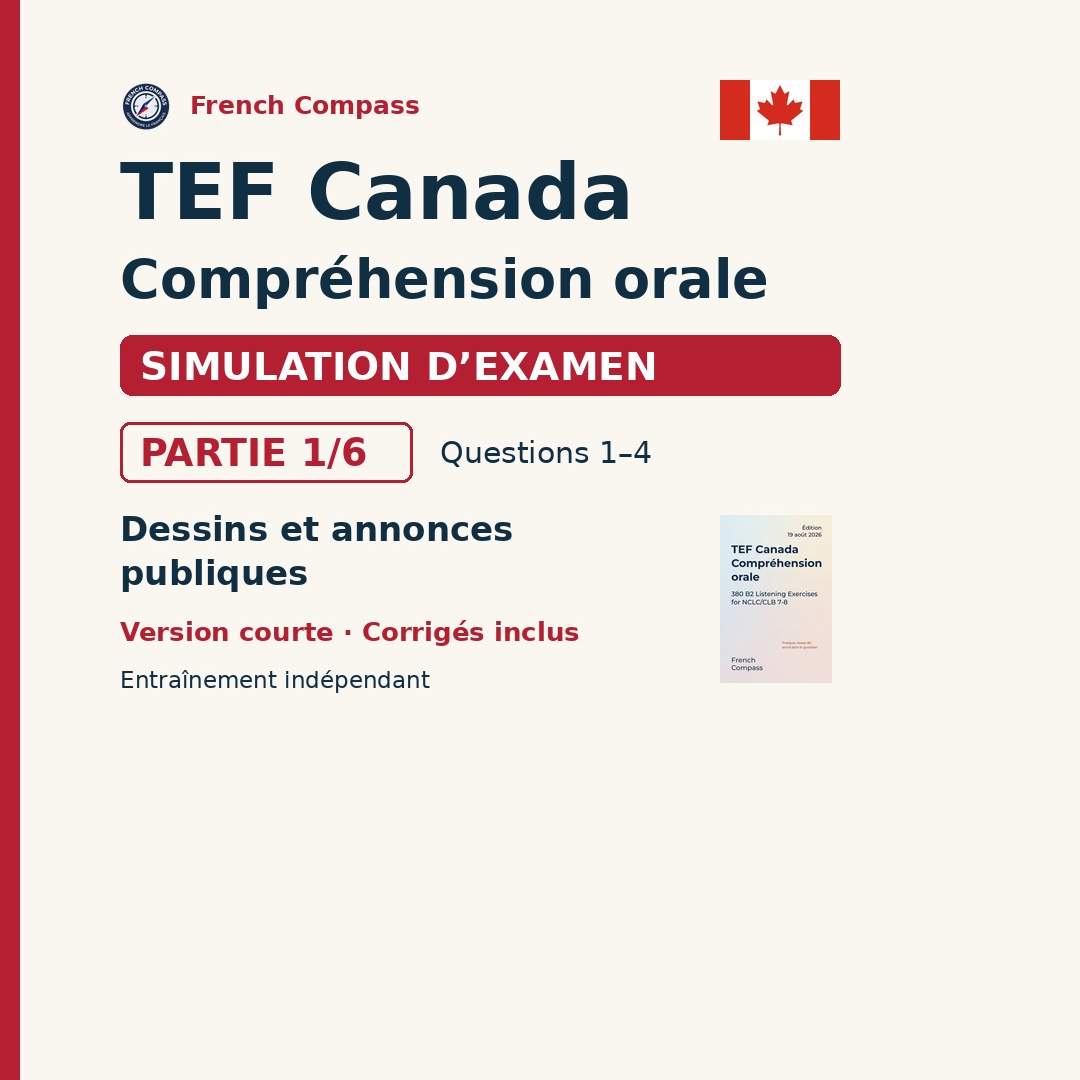 FRENCH COMPASS
French Compass
TEF Canada
Compréhension orale
SIMULATION D’EXAMEN
PARTIE 1/6
Questions 1–4
Dessins et annonces
publiques
Version courte · Corrigés inclus
Entraînement indépendant
Édition
19 août 2026
TEF Canada
Compréhension
orale
380 B2 Listening Exercises
for NCLC/CLB 7-8
French
Compass